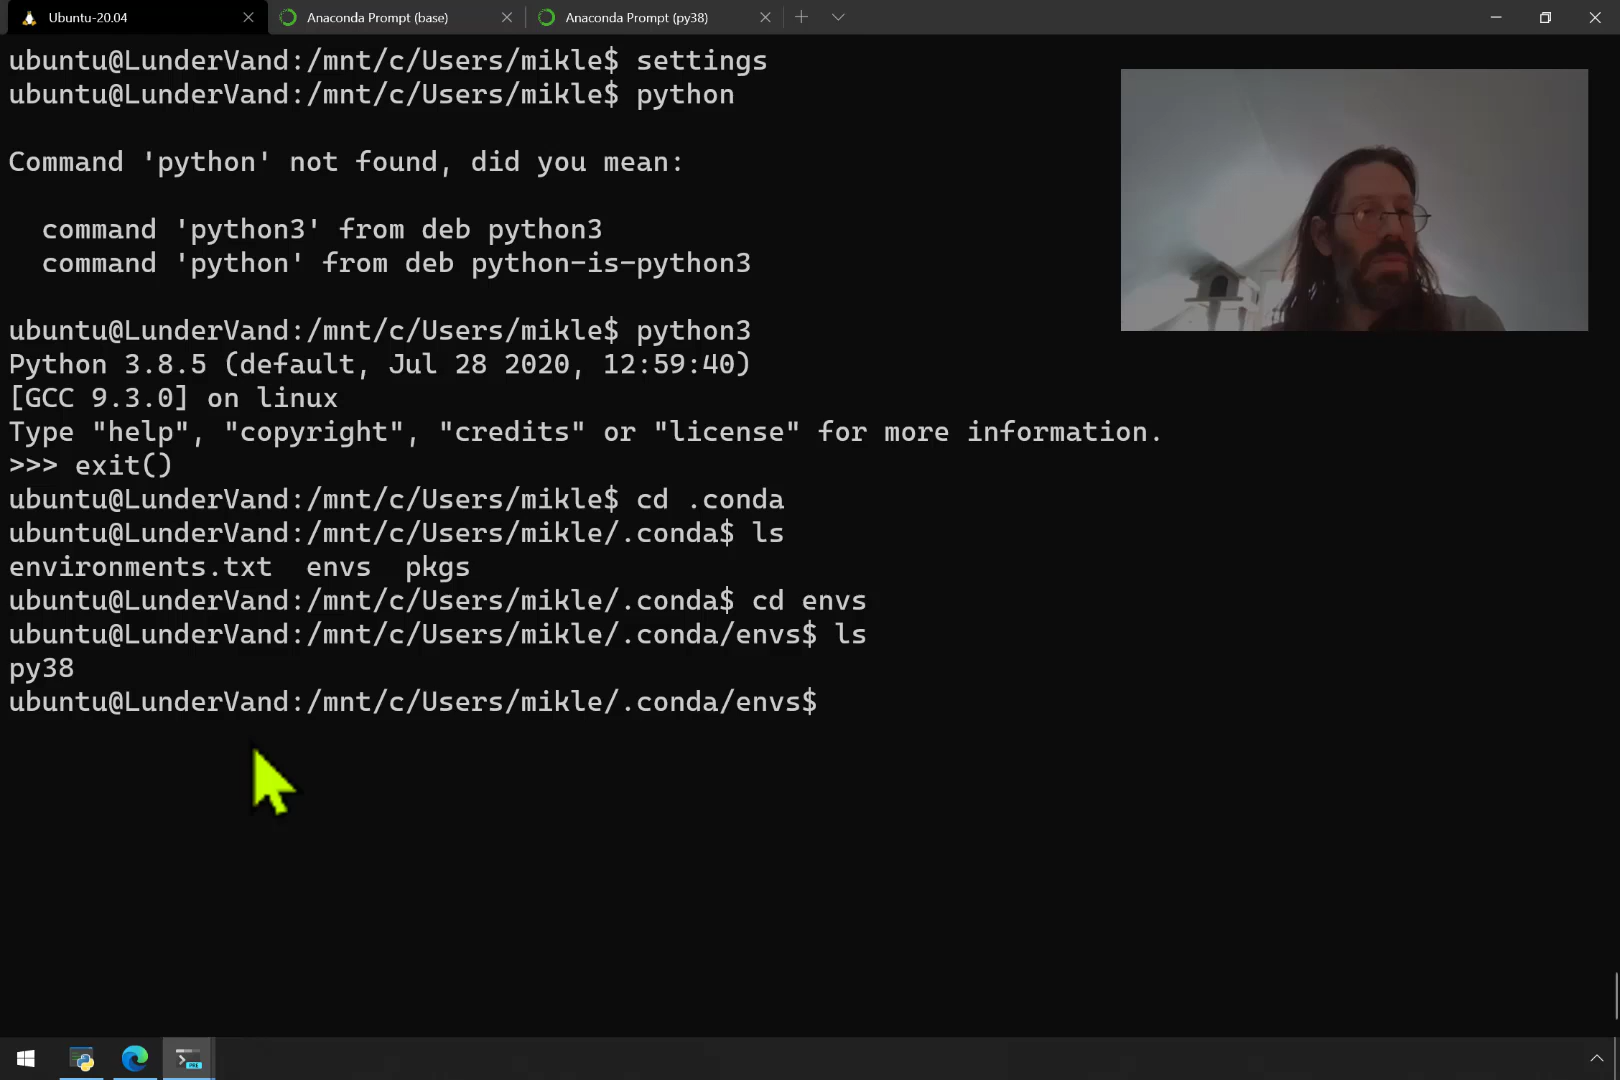 Ubuntu-20.04
Anaconda Prompt (base)
Anaconda Prompt (py38)
ubuntu@LunderVand:/mnt/c/Users/mikle$ settings
ubuntu@LunderVand:/mnt/c/Users/mikle$ python
Command 'python' not found, did you mean:
command 'python3' from deb python3
command 'python' from deb python-is-python3
ubuntu@LunderVand:/mnt/c/Users/mikle$ python3
Python 3.8.5 (default, Jul 28 2020, 12:59:40)
[GCC 9.3.0] on linux
Type "help", "copyright", "credits" or "license" for more information.
>>> exit()
ubuntu@LunderVand:/mnt/c/Users/mikle$ cd .conda
ubuntu@LunderVand:/mnt/c/Users/mikle/.conda$ ls
environments.txt  envs  pkgs
ubuntu@LunderVand:/mnt/c/Users/mikle/.conda$ cd envs
ubuntu@LunderVand:/mnt/c/Users/mikle/.conda/envs$ ls
py38
ubuntu@LunderVand:/mnt/c/Users/mikle/.conda/envs$
PRE